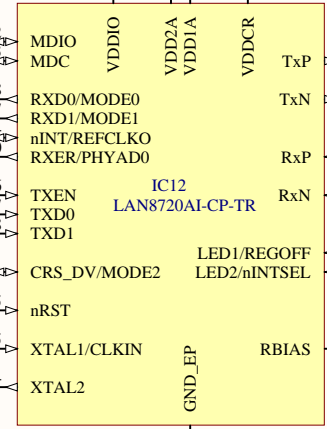 VDDIO
VDD2A
VDD1A
VDDCR
MDIO
MDC
TxP
RXD0/MODE0
TxN
RXD1/MODE1
nINT/REFCLKO
RXER/PHYAD0
RxP
IC12
TXEN
RxN
LAN8720AI-CP-TR
TXD0
TXD1
LED1/REGOFF
CRS_DV/MODE2
LED2/nINTSEL
nRST
XTAL1/CLKIN
RBIAS
XTAL2
GND_EP